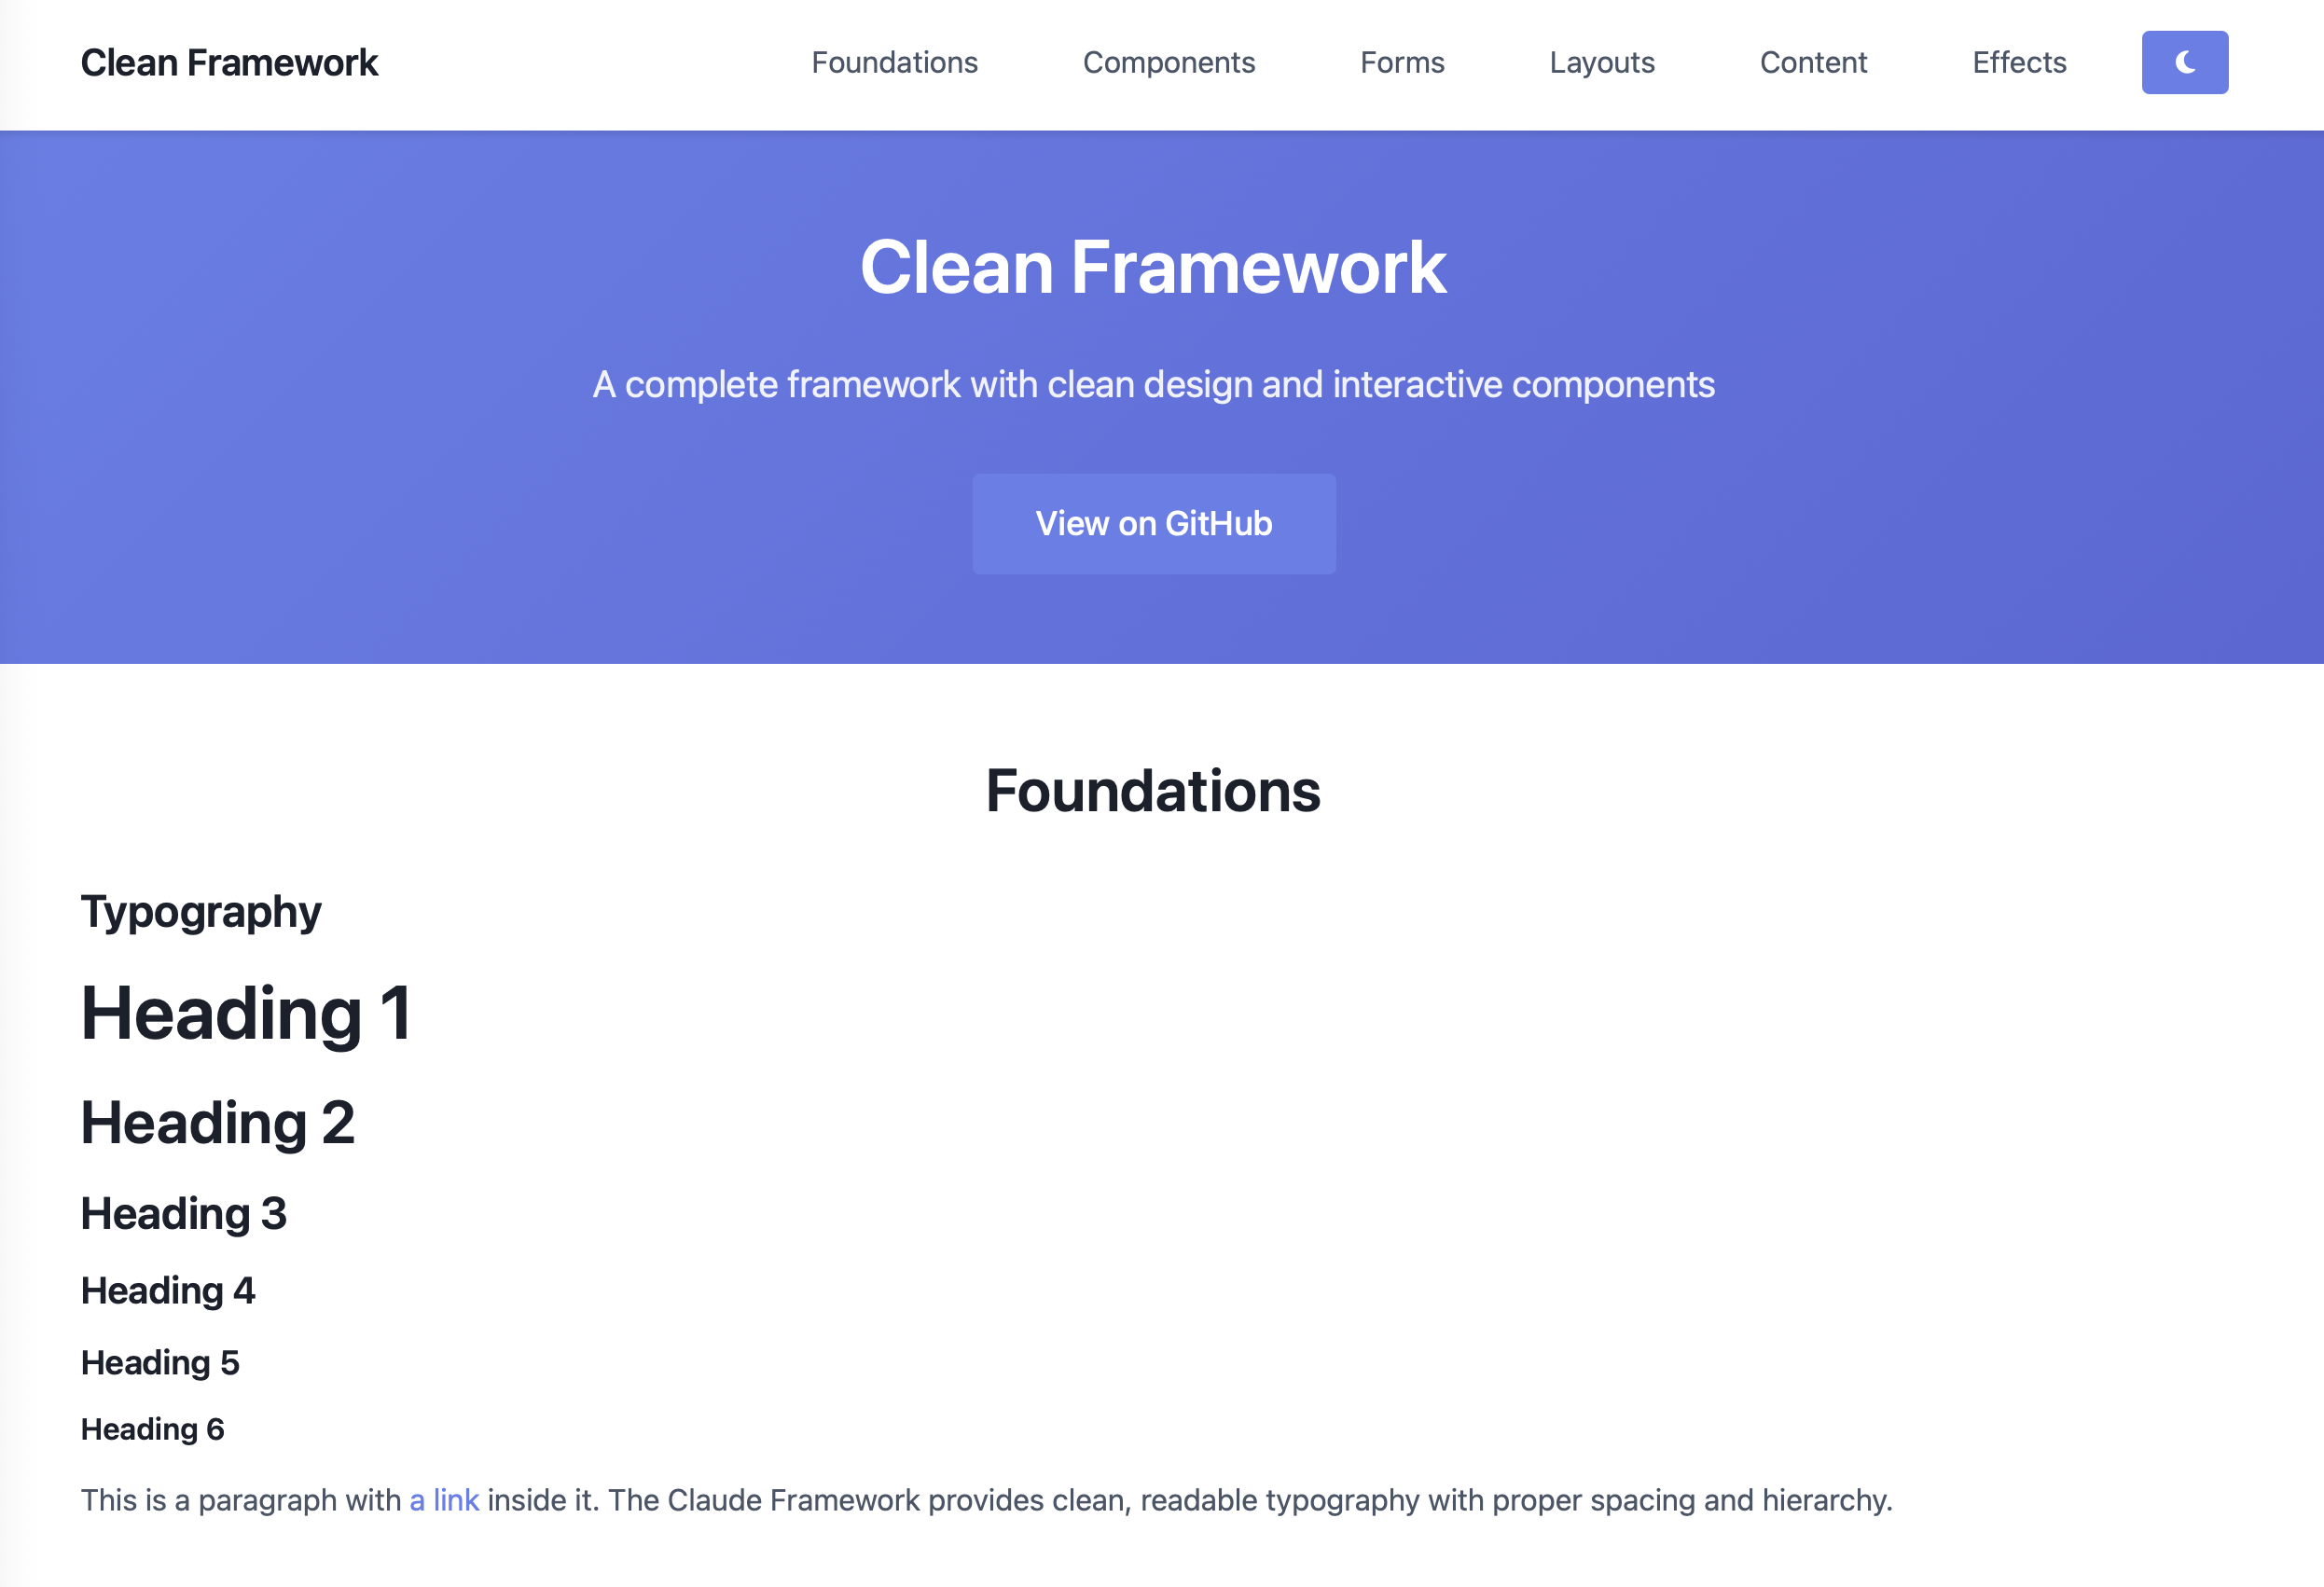 Clean Framework
Foundations
Components
Forms
Layouts
Content
Effects
Clean Framework
A complete framework with clean design and interactive components
View on GitHub
Foundations
Typography
Heading 1
Heading 2
Heading 3
Heading 4
Heading 5
Heading 6
This is a paragraph with a link inside it. The Claude Framework provides clean, readable typography with proper spacing and hierarchy.